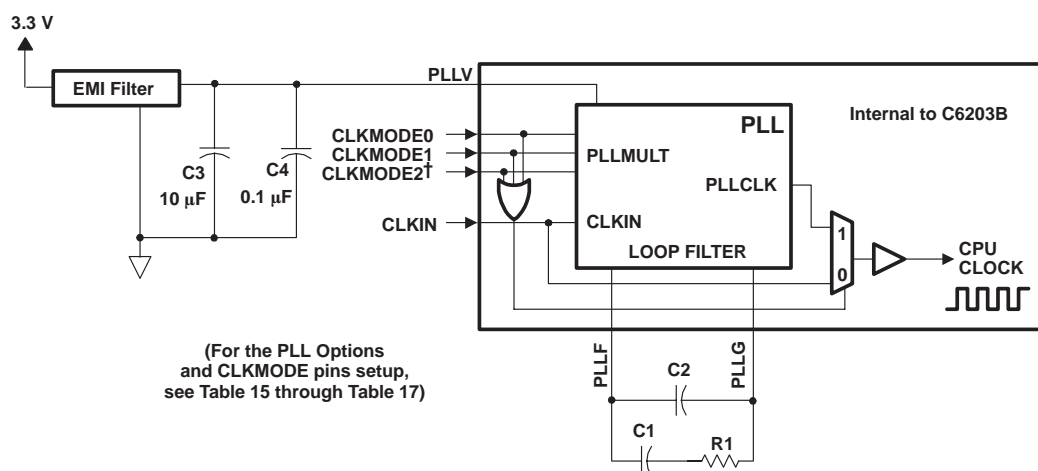 3.3 V
EMI Filter
PLLV
Internal to C6203B
PLL
CLKMODE0
CLKMODE1
CLKMODE2†
PLLMULT
C3
10 μF
C4
0.1 μF
PLLCLK
CLKIN
CLKIN
LOOP FILTER
1
0
CPU
CLOCK
(For the PLL Options
and CLKMODE pins setup,
see Table 15 through Table 17)
PLLF
PLLG
C2
C1
R1